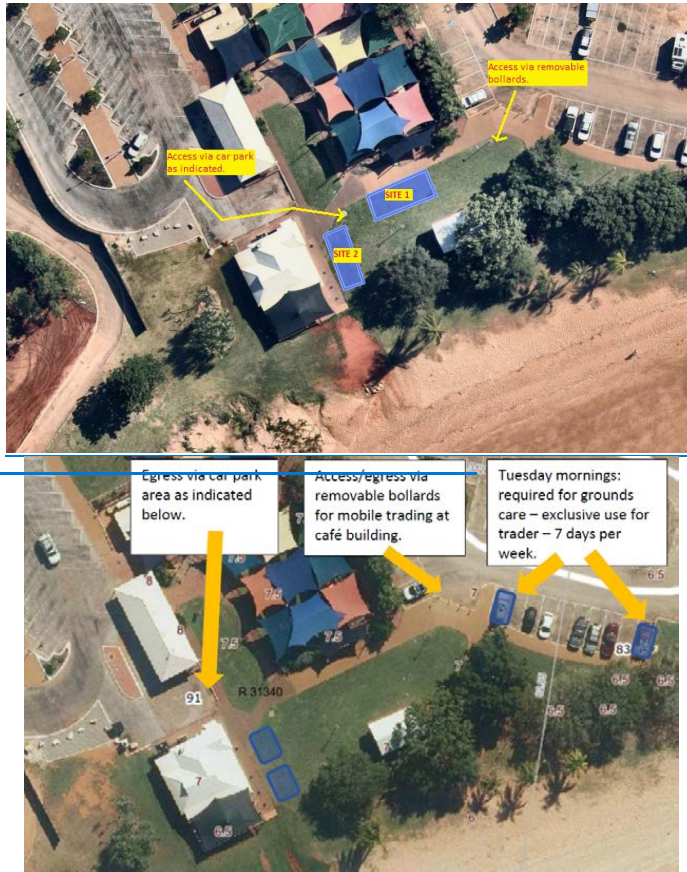 Access via removable
bollards.
Access via car park
as indicated.
SITE 1
SITE 2
Egress via car park
area as indicated
below.
Access/egress via
removable bollards
for mobile trading at
café building.
Tuesday mornings:
required for grounds
care – exclusive use for
trader – 7 days per
week.
7.5
7.5
7.5
7.5
8
8
7
7
6.5
83
6.5
6.5
6.5
6.5
91
R 31340
7
6.5
6